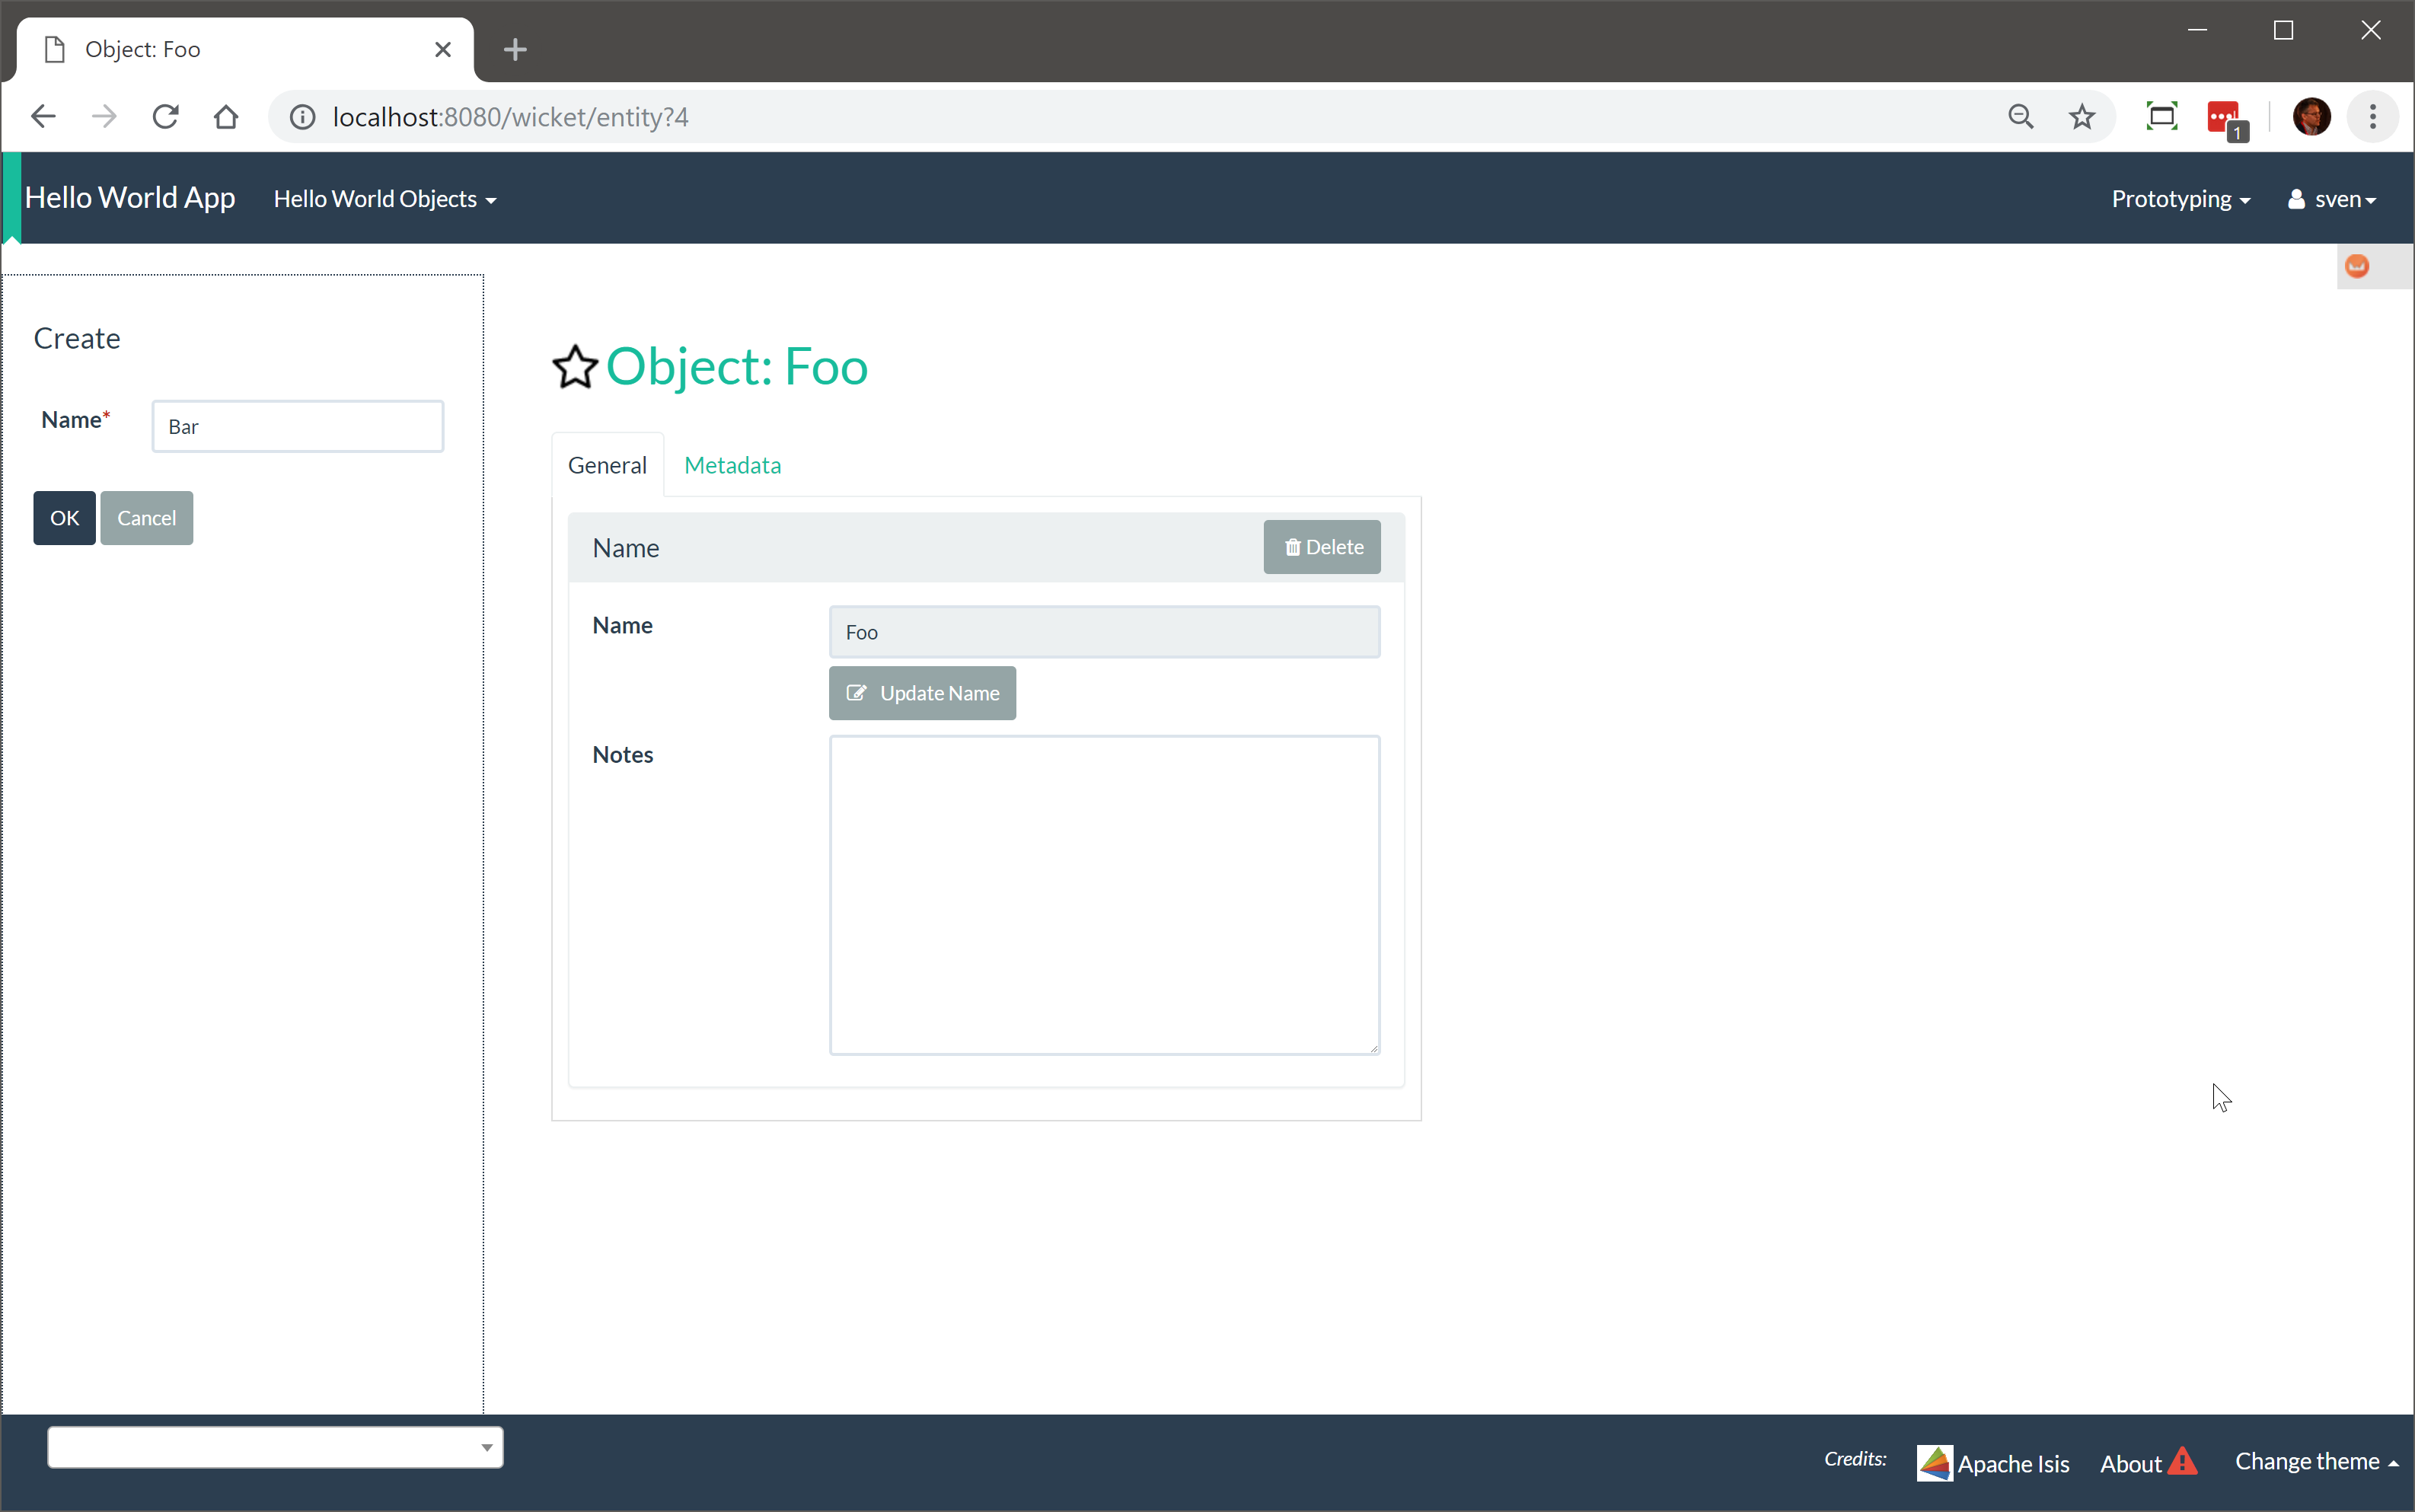 Object: Foo
localhost:8080/wicket/entity?4
1
Hello World App
Hello World Objects
Prototyping
sven
Create
Name*
Bar
OK
Cancel
Object: Foo
General
Metadata
Name
Delete
Name
Foo
Update Name
Notes
Credits:
Apache Isis
About
Change theme